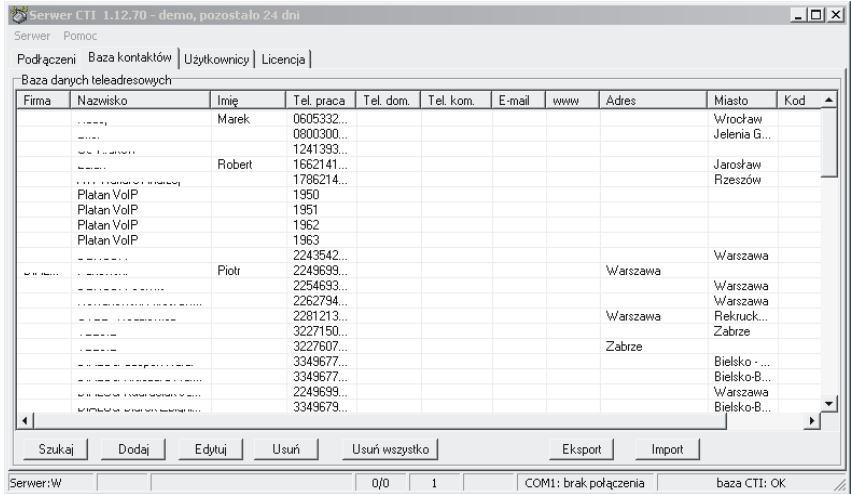 Serwer CTI 1.12.70 - demo, pozostało 24 dni
Serwer Pomoc
Podłączeni Baza kontaktów Użytkownicy Licencja
Baza danych teleadresowych
Firma Nazwisko Imię Tel. praca Tel. dom. Tel. kom. E-mail www Adres Miasto Kod
Marek 0605332... Wrocław
0800300... Jelenia G...
1241393...
Robert 1662141... Jarosław
1786214... Rzeszów
Platan VoIP 1950
Platan VoIP 1951
Platan VoIP 1962
Platan VoIP 1963
2243542... Warszawa
Piotr 2249699... Warszawa
2254693... Warszawa
2262794... Warszawa
2281213... Warszawa Rekruck...
3227150... Zabrze
3227607... Zabrze
3349677... Bielsko - ...
3349677... Bielsko-B...
2249699... Warszawa
3349679... Bielsko-B...
Szukaj Dodaj Edytuj Usuń Usuń wszystko Eksport Import
Serwer:W 0/0 1 COM1: brak połączenia baza CTI: OK